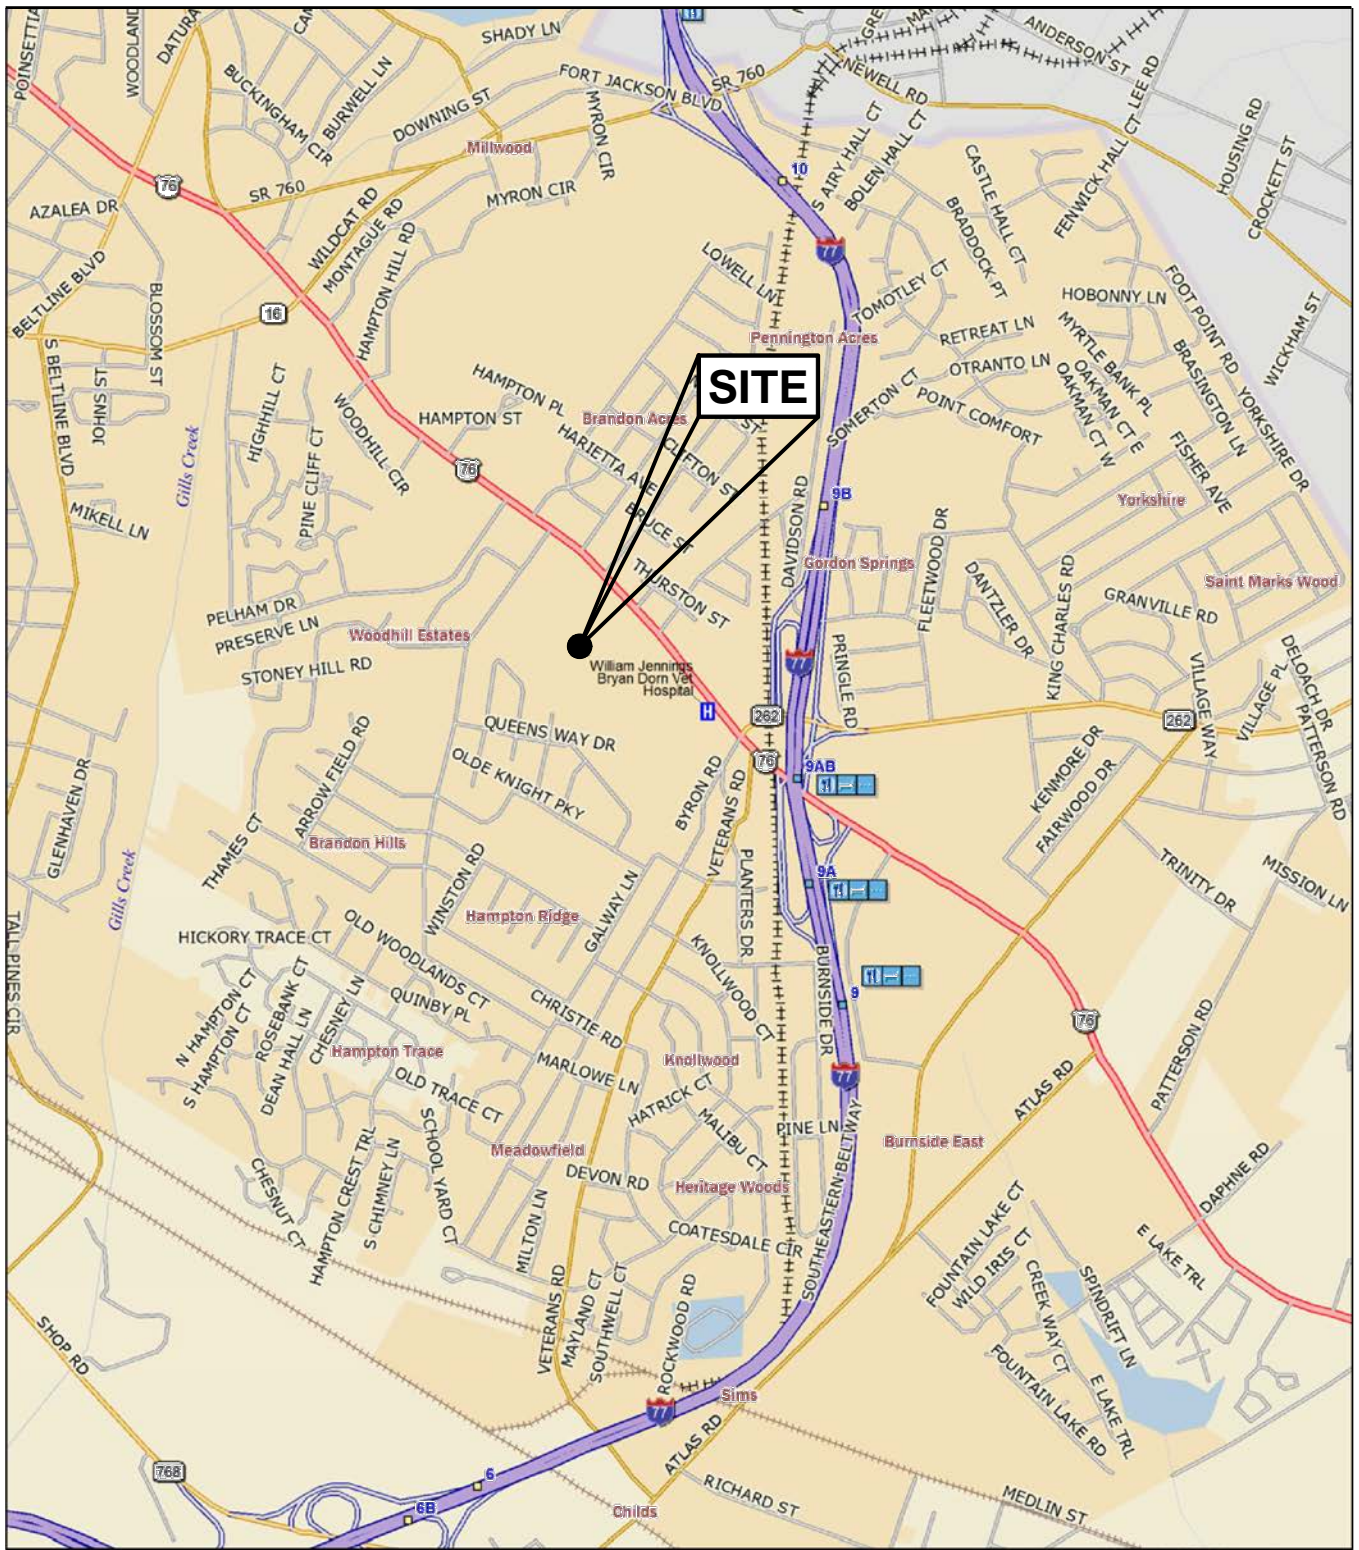 POINSETTIA
WOODLAND
DATURA
SHADY LN
ANDERSON ST
LEE RD
BUCKINGHAM CIR
BURWELL LN
FORT JACKSON BLVD
SR 760
NEWELL RD
DOWNING ST
MYRON CIR
Millwood
S AIRY HALL CT
BOLEN HALL CT
CASTLE HALL CT
FENWICK HALL CT
HOUSING RD
CROCKETT ST
76
SR 760
10
MYRON CIR
AZALEA DR
WILDCAT RD
MONTAGUE RD
HAMPTON HILL RD
BRADDOCK PT
77
BELTLINE BLVD
BLOSSOM ST
LOWELL LN
TOMOTLEY CT
FOOT POINT RD
HOBONNY LN
16
WICKHAM ST
Pennington Acres
RETREAT LN
MYRTLE BANK PL
BRASINGTON LN
S BELTLINE BLVD
JOHNS ST
HIGHHILL CT
OTRANTO LN
OAKMAN CT E
OAKMAN CT W
YORKSHIRE DR
HAMPTON PL
SITE
SOMERTON CT
POINT COMFORT
WOODHILL CIR
HAMPTON ST
Brandon Acres
ST
Gills Creek
PINE CLIFF CT
HARIETTA AVE
CLIFTON ST
FISHER AVE
76
9B
Yorkshire
MIKELL LN
BRUCE ST
DAVIDSON RD
FLEETWOOD DR
Gordon Springs
DANTZLER DR
KING CHARLES RD
Saint Marks Wood
THURSTON ST
GRANVILLE RD
PELHAM DR
PRESERVE LN
Woodhill Estates
STONEY HILL RD
William Jennings
Bryan Dorn Vet
Hospital
H
77
PRINGLE RD
VILLAGE WAY
VILLAGE PL
DELOACH DR
PATTERSON RD
262
262
QUEENS WAY DR
ARROW FIELD RD
OLDE KNIGHT PKY
76
9AB
BYRON RD
VETERANS RD
KENMORE DR
FAIRWOOD DR
GLENHAVEN DR
THAMES CT
Brandon Hills
Gills Creek
WINSTON RD
PLANTERS DR
9A
TRINITY DR
MISSION LN
TALL PINES CIR
Hampton Ridge
GALWAY LN
HICKORY TRACE CT
OLD WOODLANDS CT
KNOLLWOOD CT
BURNSIDE DR
N HAMPTON CT
S HAMPTON CT
ROSEBANK CT
DEAN HALL LN
CHESNEY LN
QUINBY PL
CHRISTIE RD
9
76
PATTERSON RD
Hampton Trace
MARLOWE LN
Knollwood
77
ATLAS RD
OLD TRACE CT
HATRICK CT
MALIBU CT
SCHOOL YARD CT
PINE LN
Burnside East
Meadowfield
CHESNUT CT
HAMPTON CREST TRL
S CHIMNEY LN
DEVON RD
Heritage Woods
DAPHNE RD
MILTON LN
COATESDALE CIR
SOUTHEASTERN BELTWAY
FOUNTAIN LAKE CT
WILD IRIS CT
CREEK WAY CT
E LAKE TRL
SPINDRIFT LN
SHOP RD
VETERANS RD
MAYLAND CT
SOUTHWELL CT
ROCKWOOD RD
FOUNTAIN LAKE RD
E LAKE TRL
Sims
77
ATLAS RD
768
6
6B
RICHARD ST
MEDLIN ST
Childs